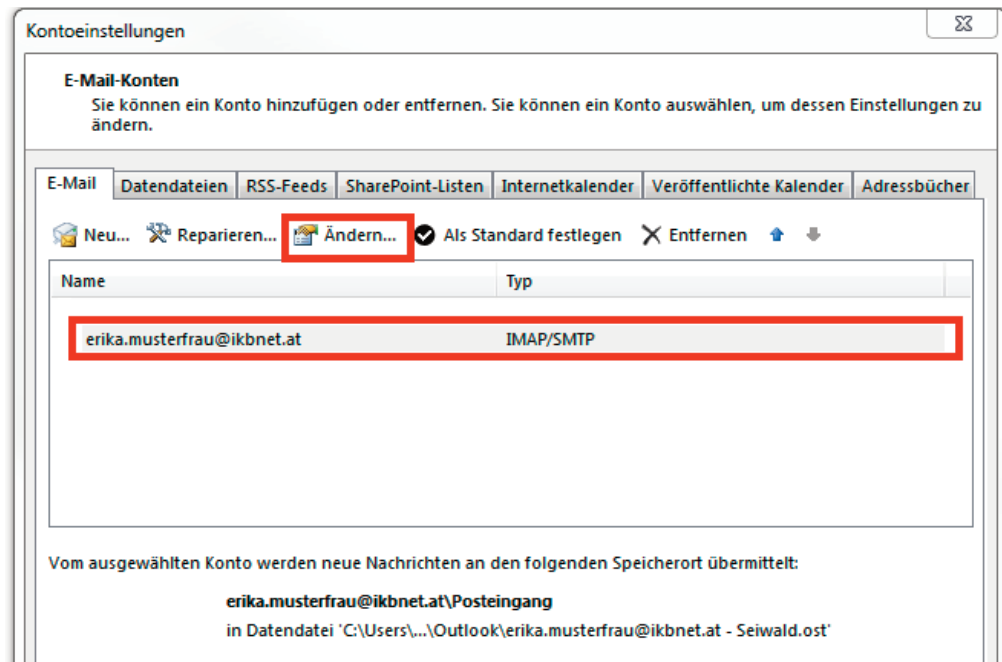 Kontoeinstellungen
E-Mail-Konten
Sie können ein Konto hinzufügen oder entfernen. Sie können ein Konto auswählen, um dessen Einstellungen zu
ändern.
E-Mail Datendateien RSS-Feeds SharePoint-Listen Internetkalender Veröffentlichte Kalender Adressbücher
Neu... Reparieren... Ändern... Als Standard festlegen Entfernen
Name Typ
erika.musterfrau@ikbnet.at IMAP/SMTP
Vom ausgewählten Konto werden neue Nachrichten an den folgenden Speicherort übermittelt:
erika.musterfrau@ikbnet.at\Posteingang
in Datendatei 'C:\Users\...\Outlook\erika.musterfrau@ikbnet.at - Seiwald.ost'